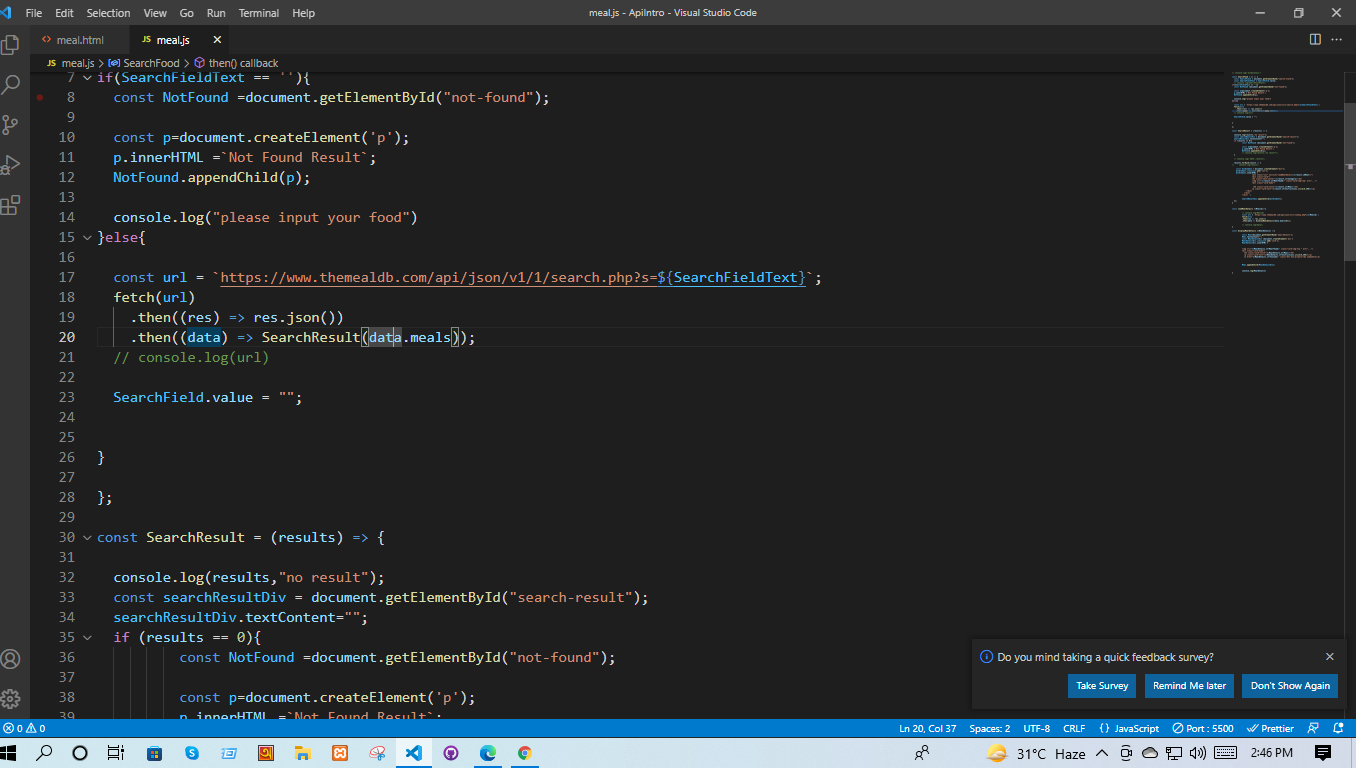 File Edit Selection View Go Run Terminal Help
meal.js - ApiIntro - Visual Studio Code
<> meal.html JS meal.js ×
JS meal.js > SearchFood > then() callback
7 if(SearchFieldText == ''){
8 const NotFound =document.getElementById("not-found");
9
10 const p=document.createElement('p');
11 p.innerHTML =`Not Found Result`;
12 NotFound.appendChild(p);
13
14 console.log("please input your food")
15 }else{
16
17 const url = `https://www.themealdb.com/api/json/v1/1/search.php?s=${SearchFieldText}`;
18 fetch(url)
19 .then((res) => res.json())
20 .then((data) => SearchResult(data.meals));
21 // console.log(url)
22
23 SearchField.value = "";
24
25
26 }
27
28 };
29
30 const SearchResult = (results) => {
31
32 console.log(results,"no result");
33 const searchResultDiv = document.getElementById("search-result");
34 searchResultDiv.textContent="";
35 if (results == 0){
36 const NotFound =document.getElementById("not-found");
37
38 const p=document.createElement('p');
39 p.innerHTML =`Not Found Result`;
Do you mind taking a quick feedback survey?
Take Survey Remind Me later Don't Show Again
0 0 Ln 20, Col 37 Spaces: 2 UTF-8 CRLF {} JavaScript Port : 5500 Prettier
31°C Haze 2:46 PM